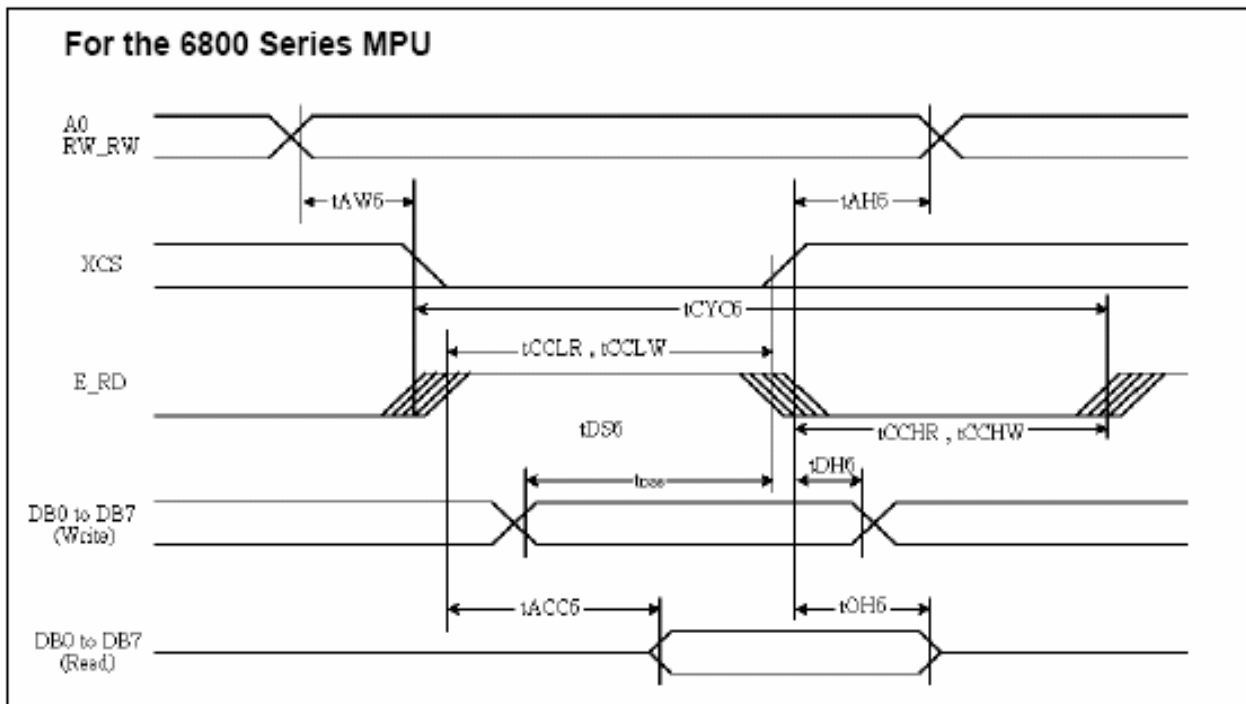 For the 6800 Series MPU
A0
RW_RW
tAW6
tAH6
XCS
tCYC6
tCCLR , tCCLW
E_RD
tDS6
tCCHR , tCCHW
tDH6
tDS6
DB0 to DB7
(Write)
tACC6
tOH6
DB0 to DB7
(Read)